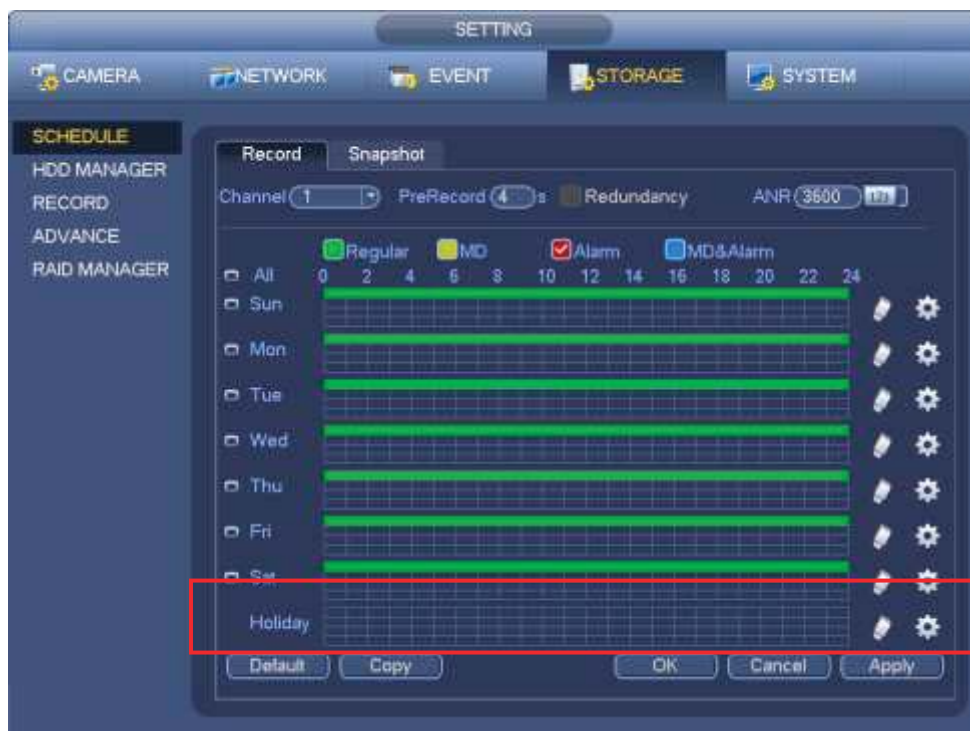 SETTING
CAMERA NETWORK EVENT STORAGE SYSTEM
SCHEDULE
HDD MANAGER
RECORD
ADVANCE
RAID MANAGER
Record Snapshot
Channel 1 PreRecord 4 s Redundancy ANR 3600 123
Regular MD Alarm MD&Alarm
All 0 2 4 6 8 10 12 14 16 18 20 22 24
Sun
Mon
Tue
Wed
Thu
Fri
Sat
Holiday
Default Copy OK Cancel Apply